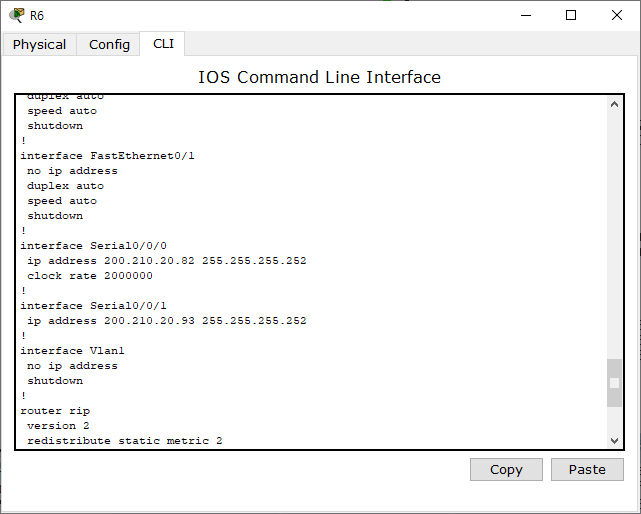 R6
Physical Config CLI
IOS Command Line Interface
duplex auto
speed auto
shutdown
!
interface FastEthernet0/1
no ip address
duplex auto
speed auto
shutdown
!
interface Serial0/0/0
ip address 200.210.20.82 255.255.255.252
clock rate 2000000
!
interface Serial0/0/1
ip address 200.210.20.93 255.255.255.252
!
interface Vlan1
no ip address
shutdown
!
router rip
version 2
redistribute static metric 2
Copy Paste